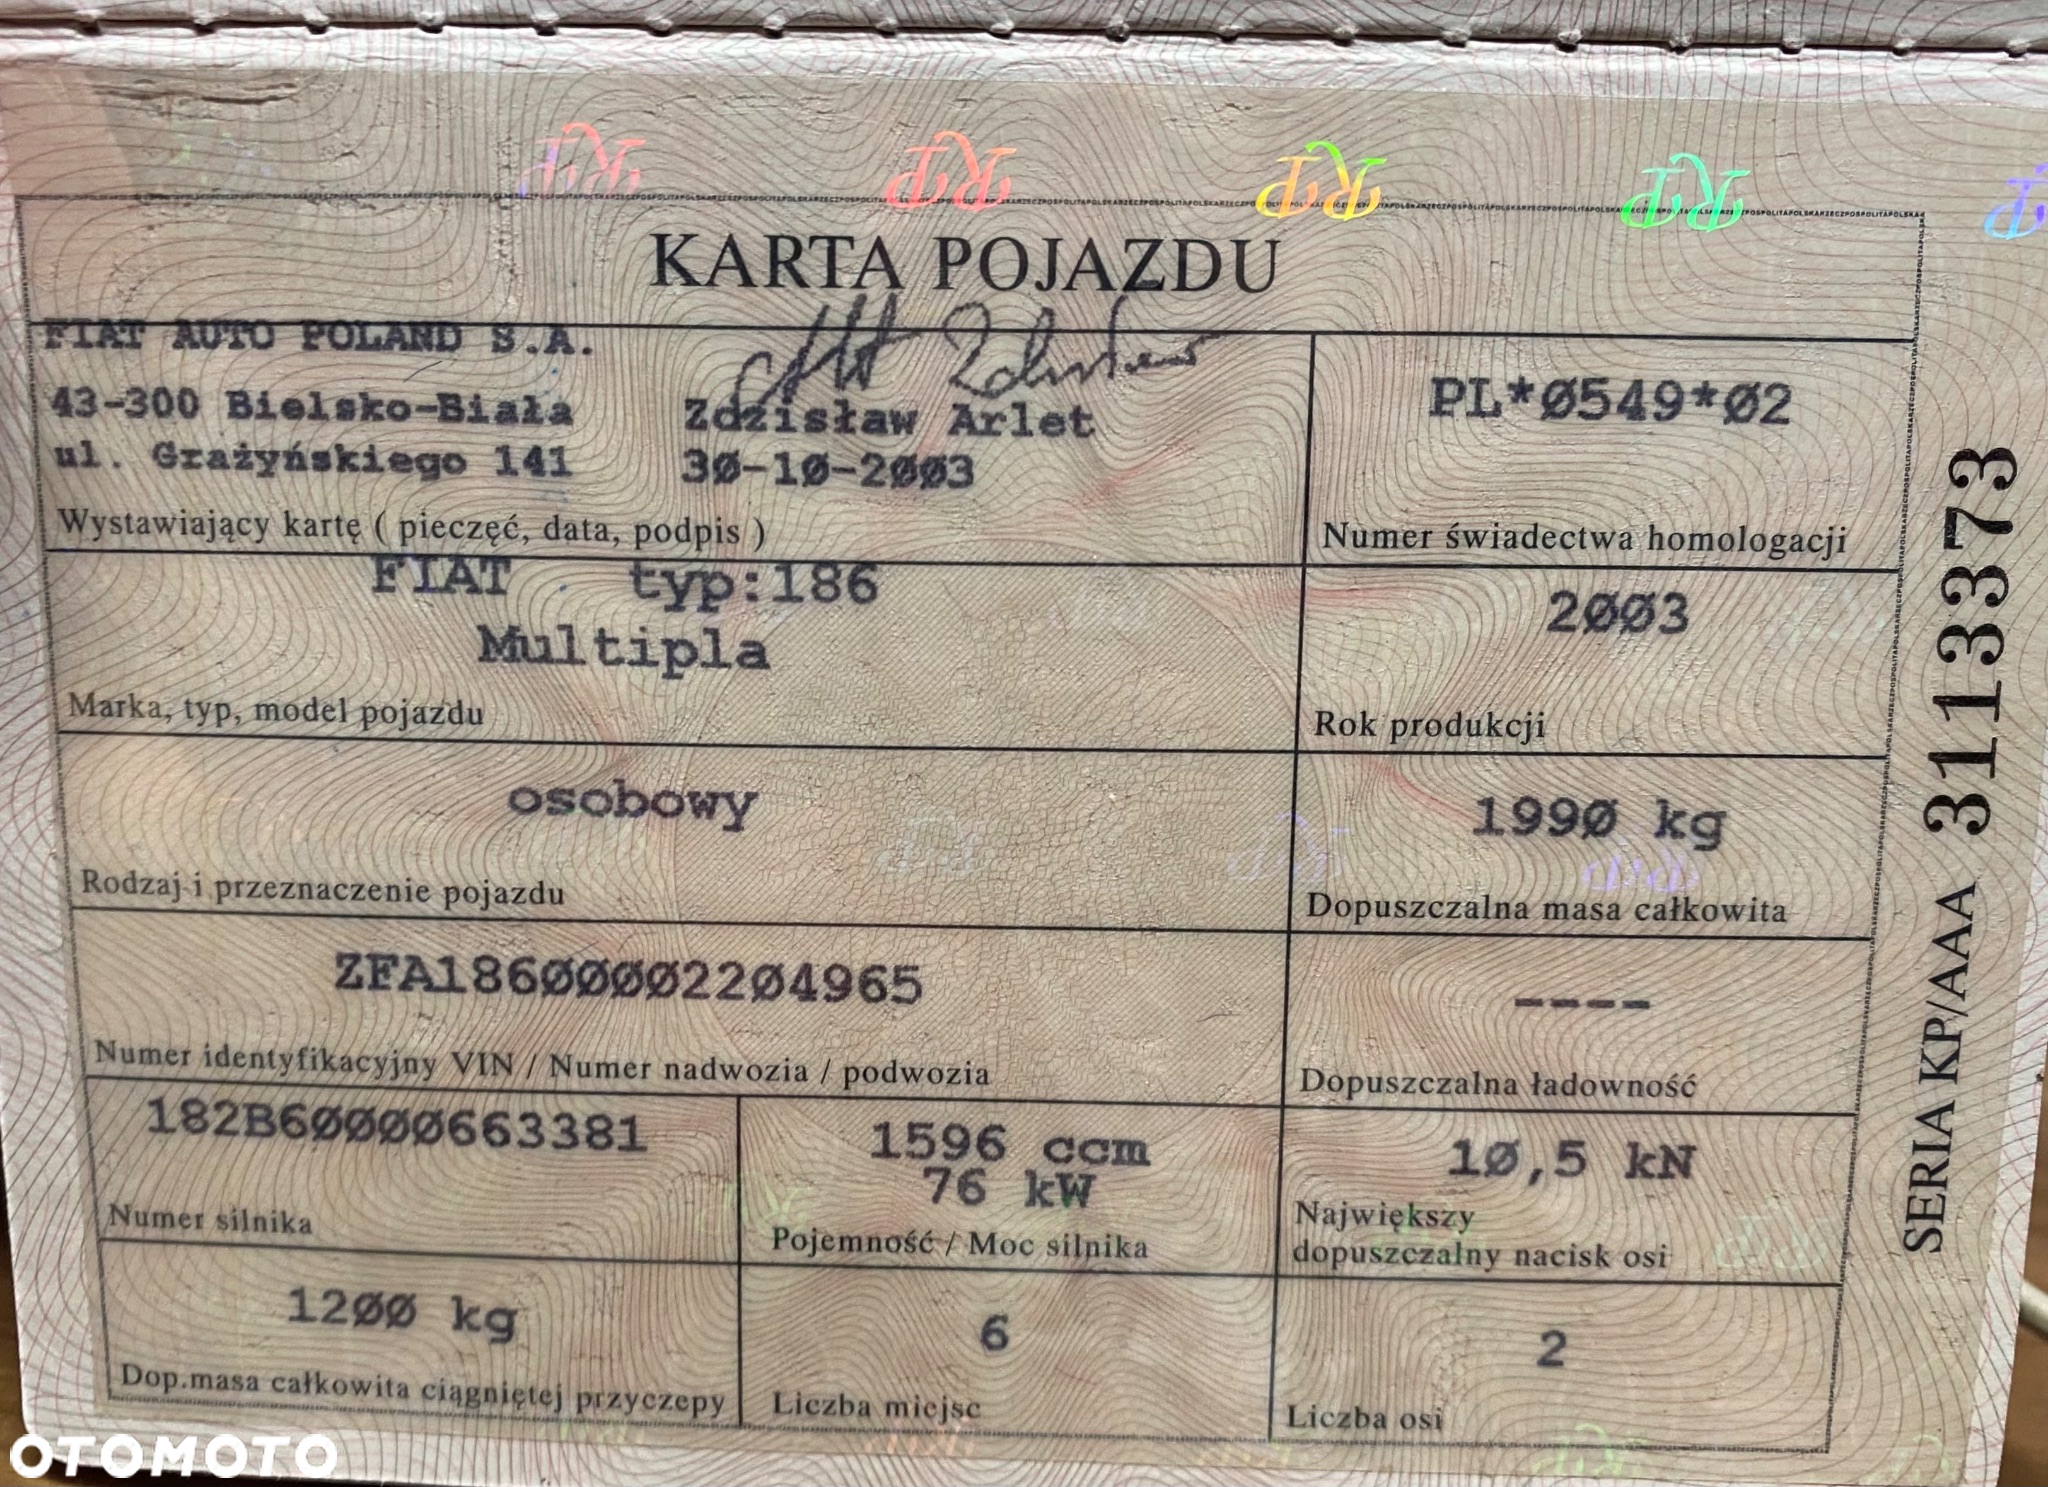 KARTA POJAZDU
FIAT AUTO POLAND S.A.
43-300 Bielsko-Biała
ul. Grażyńskiego 141
Zdzisław Arlet
30-10-2003
Wystawiający kartę ( pieczęć, data, podpis )
PL*0549*02
Numer świadectwa homologacji
FIAT typ:186
Multipla
Marka, typ, model pojazdu
2003
Rok produkcji
osobowy
Rodzaj i przeznaczenie pojazdu
1990 kg
Dopuszczalna masa całkowita
ZFA18600002204965
Numer identyfikacyjny VIN / Numer nadwozia / podwozia
----
Dopuszczalna ładowność
182B60000663381
Numer silnika
1596 ccm
76 kW
Pojemność / Moc silnika
10,5 kN
Największy
dopuszczalny nacisk osi
1200 kg
Dop.masa całkowita ciągniętej przyczepy
6
Liczba miejsc
2
Liczba osi
SERIA KP/AAA 3113373
OTOMOTO